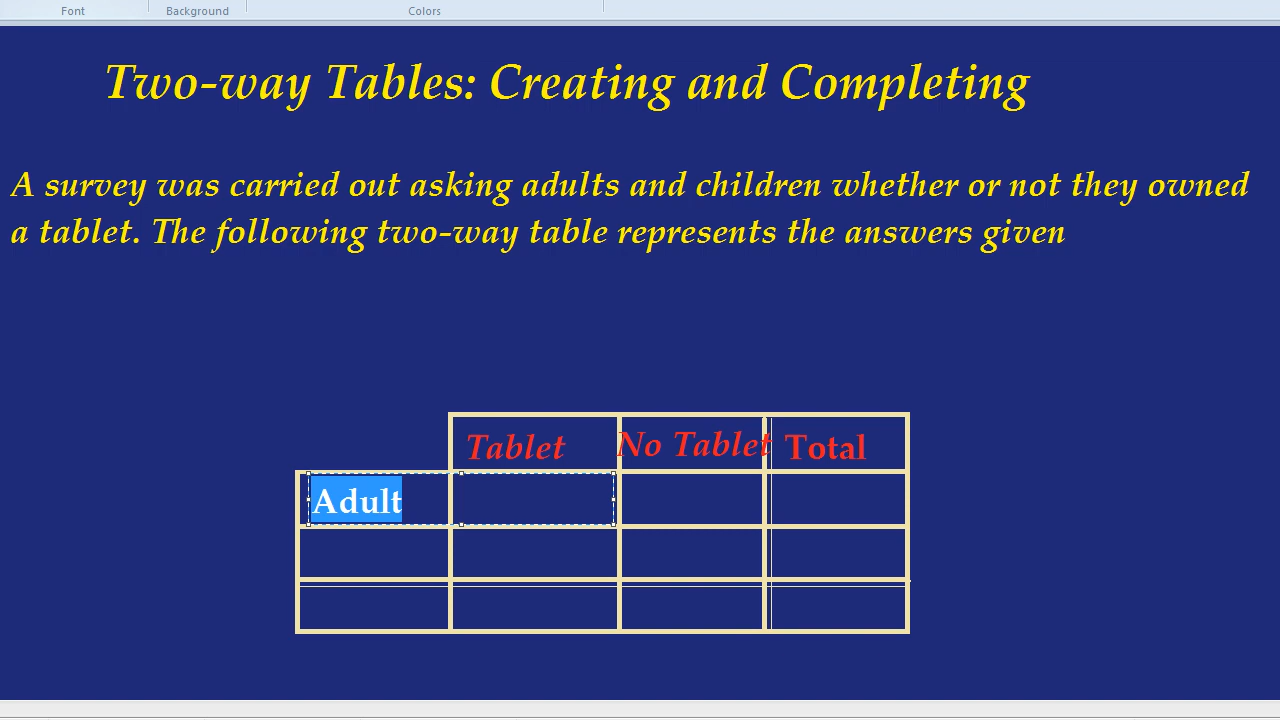 Font Background Colors
Two-way Tables: Creating and Completing
A survey was carried out asking adults and children whether or not they owned
a tablet. The following two-way table represents the answers given
Tablet No Tablet Total
Adult